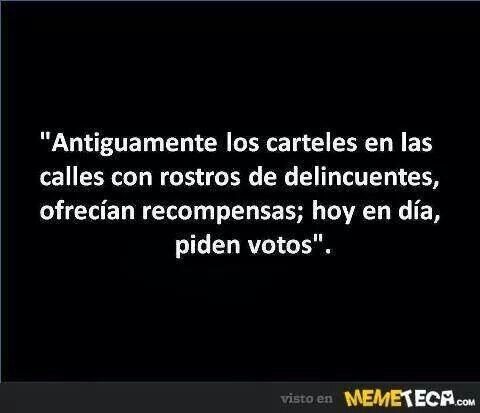 "Antiguamente los carteles en las
calles con rostros de delincuentes,
ofrecían recompensas; hoy en día,
piden votos".
visto en MEMETECA.COM